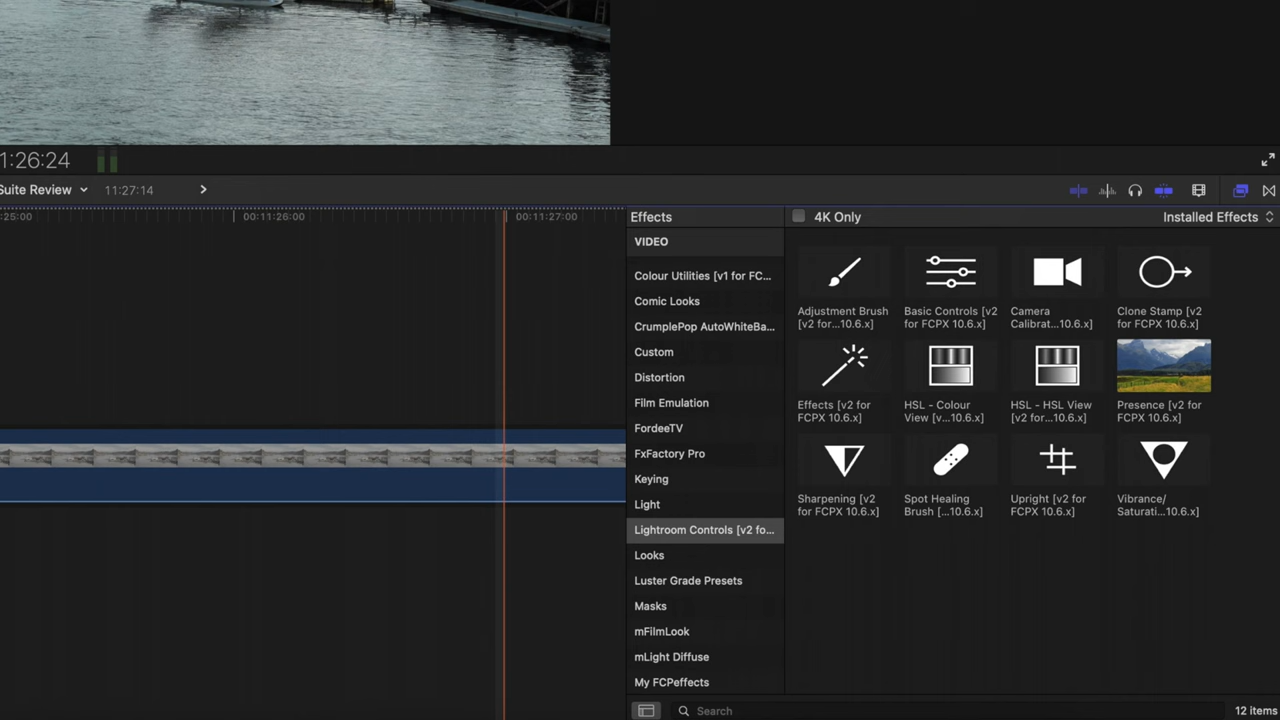 1:26:24
Suite Review
11:27:14
:25:00
00:11:26:00
00:11:27:00
Effects
VIDEO
Colour Utilities [v1 for FC...
Comic Looks
CrumplePop AutoWhiteBa...
Custom
Distortion
Film Emulation
FordeeTV
FxFactory Pro
Keying
Light
Lightroom Controls [v2 fo...
Looks
Luster Grade Presets
Masks
mFilmLook
mLight Diffuse
My FCPeffects
4K Only
Installed Effects
Adjustment Brush
[v2 for...10.6.x]
Basic Controls [v2
for FCPX 10.6.x]
Camera
Calibrat...10.6.x]
Clone Stamp [v2
for FCPX 10.6.x]
Effects [v2 for
FCPX 10.6.x]
HSL - Colour
View [v...10.6.x]
HSL - HSL View
[v2 for...10.6.x]
Presence [v2 for
FCPX 10.6.x]
Sharpening [v2
for FCPX 10.6.x]
Spot Healing
Brush [...10.6.x]
Upright [v2 for
FCPX 10.6.x]
Vibrance/
Saturati...10.6.x]
Search
12 items